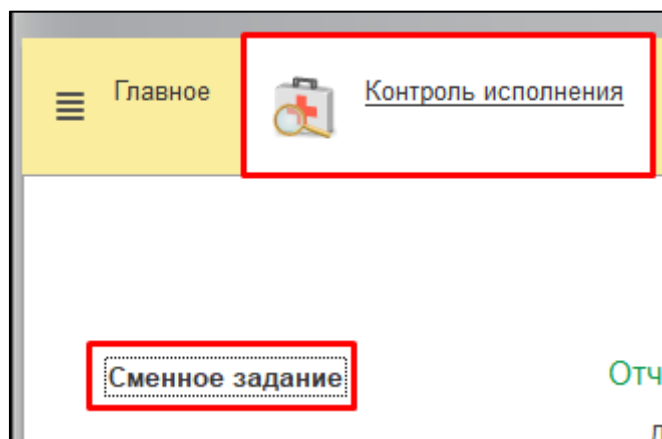 Главное
Контроль исполнения
Сменное задание
Отч